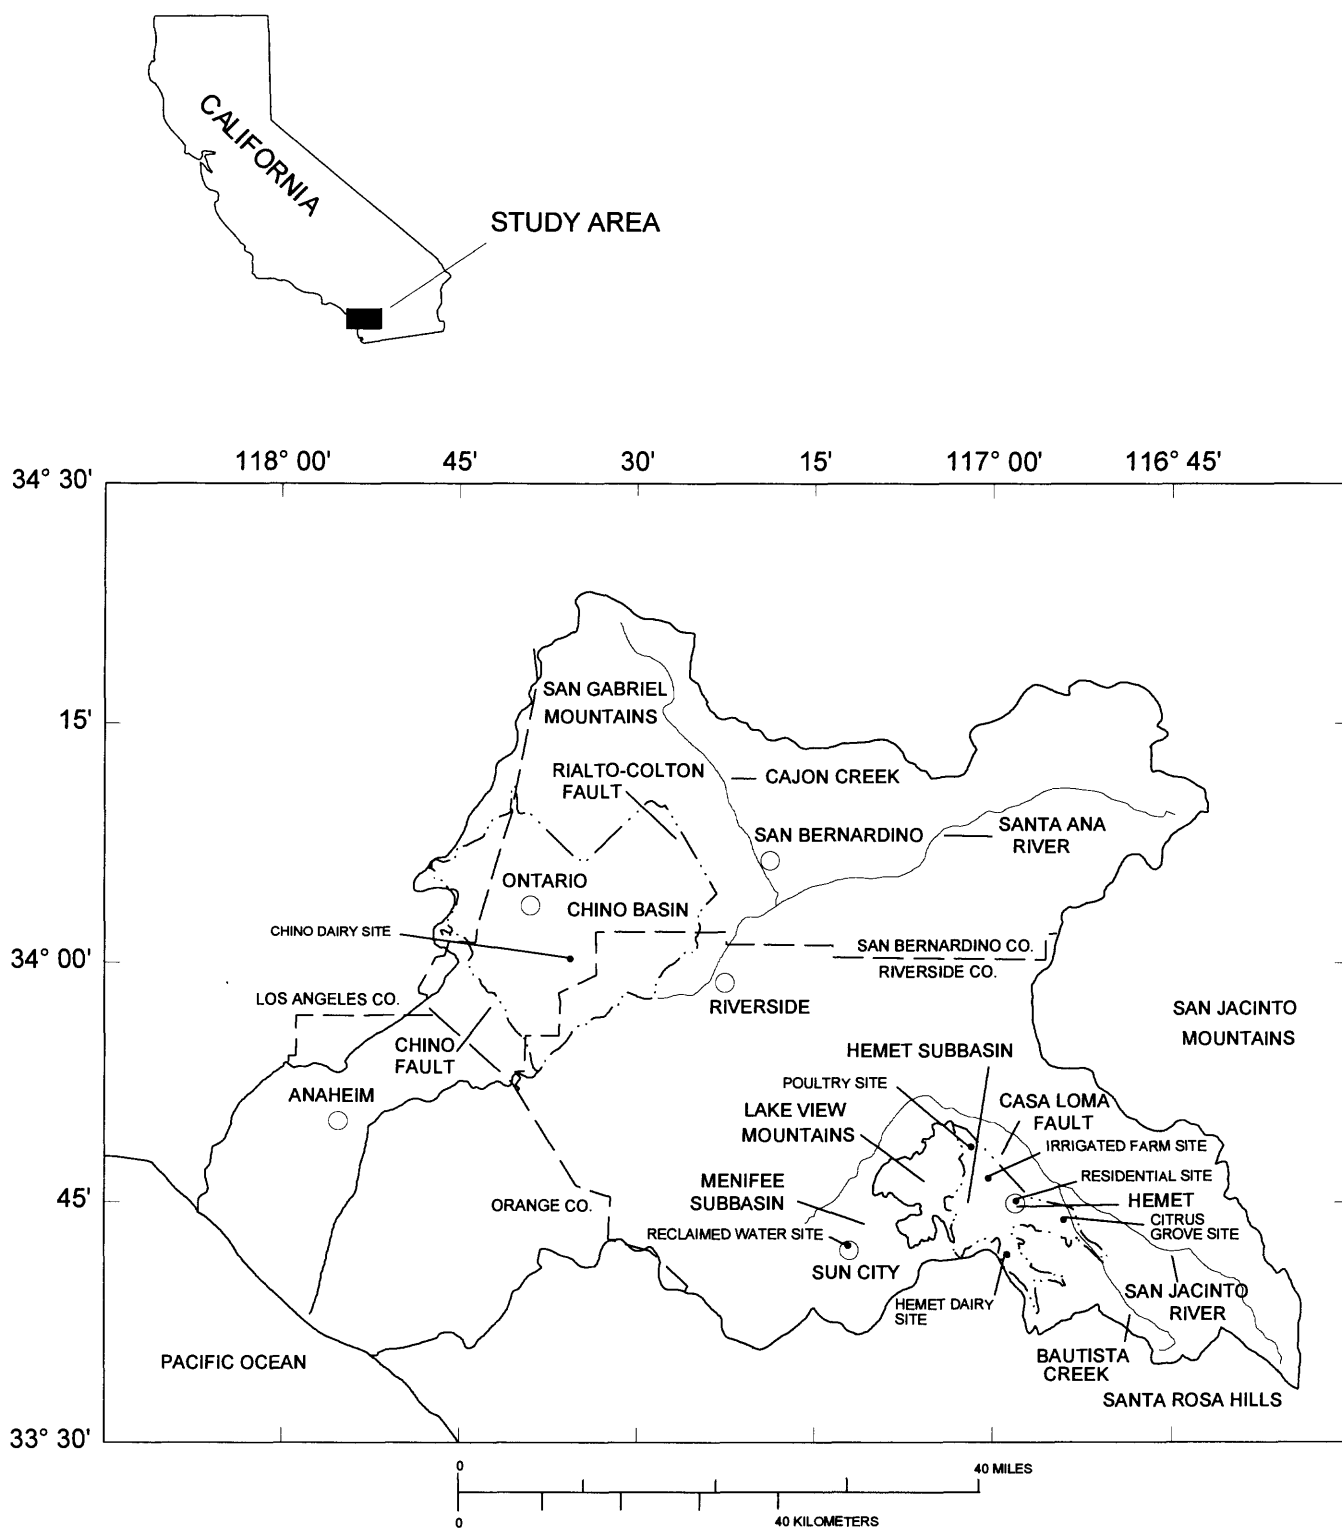 CALIFORNIA
STUDY AREA
118° 00' 45' 30' 15' 117° 00' 116° 45'
34° 30'
SAN GABRIEL
MOUNTAINS
15'
RIALTO-COLTON
FAULT
CAJON CREEK
SAN BERNARDINO
SANTA ANA
RIVER
ONTARIO
CHINO BASIN
CHINO DAIRY SITE
SAN BERNARDINO CO.
34° 00'
RIVERSIDE CO.
LOS ANGELES CO.
RIVERSIDE
SAN JACINTO
MOUNTAINS
CHINO
FAULT
HEMET SUBBASIN
ANAHEIM
POULTRY SITE
LAKE VIEW
MOUNTAINS
CASA LOMA
FAULT
IRRIGATED FARM SITE
RESIDENTIAL SITE
MENIFEE
SUBBASIN
45'
HEMET
ORANGE CO.
CITRUS
GROVE SITE
RECLAIMED WATER SITE
SUN CITY
HEMET DAIRY
SITE
SAN JACINTO
RIVER
PACIFIC OCEAN
BAUTISTA
CREEK
SANTA ROSA HILLS
33° 30'
0 40 MILES
0 40 KILOMETERS